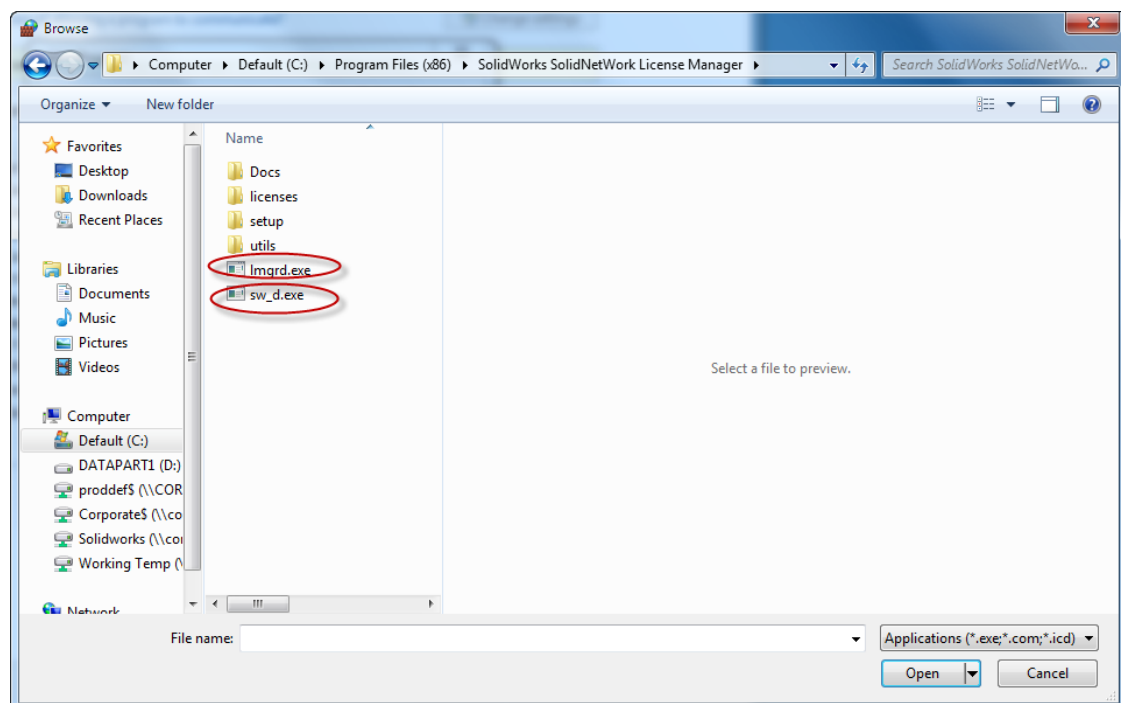 Browse
Computer Default (C:) Program Files (x86) SolidWorks SolidNetWork License Manager
Search SolidWorks SolidNetWo...
Organize New folder
Favorites
Desktop
Downloads
Recent Places
Libraries
Documents
Music
Pictures
Videos
Computer
Default (C:)
DATAPART1 (D:)
proddef$ (\\COR
Corporate$ (\\co
Solidworks (\\cor
Working Temp (\
Network
Name
Docs
licenses
setup
utils
lmgrd.exe
sw_d.exe
Select a file to preview.
File name:
Applications (*.exe;*.com;*.icd)
Open Cancel